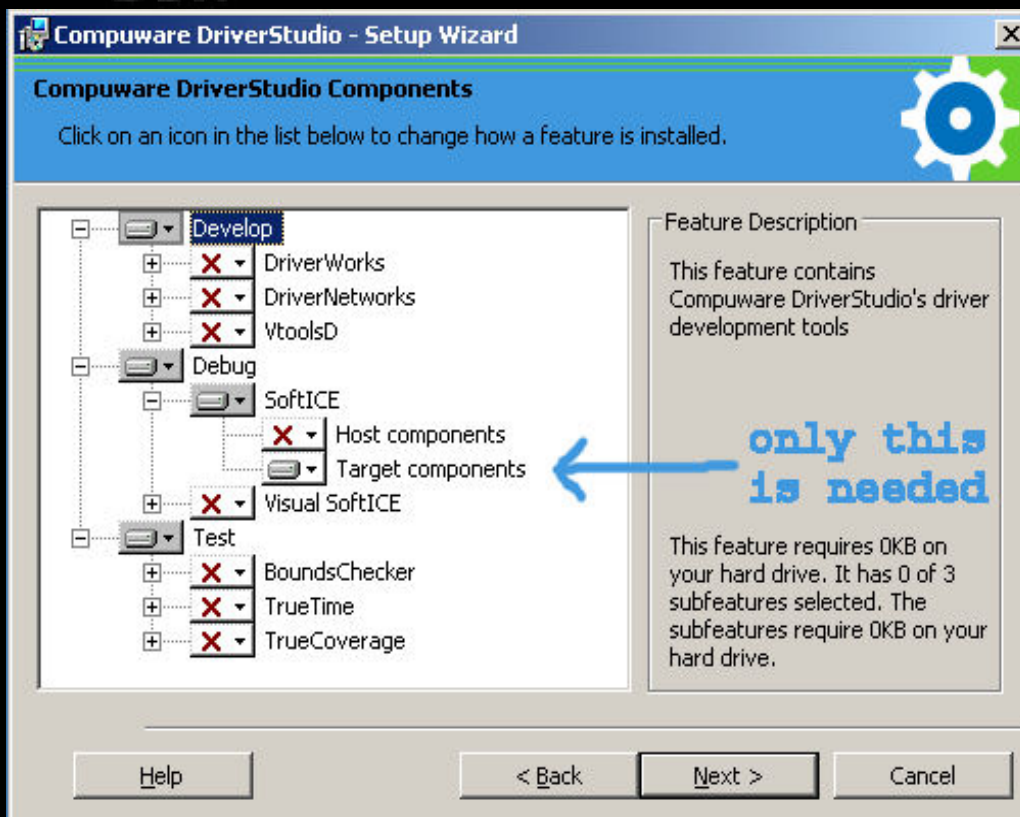 Compuware DriverStudio - Setup Wizard
Compuware DriverStudio Components
Click on an icon in the list below to change how a feature is installed.
Develop
DriverWorks
DriverNetworks
VtoolsD
Debug
SoftICE
Host components
Target components
Visual SoftICE
Test
BoundsChecker
TrueTime
TrueCoverage
Feature Description
This feature contains
Compuware DriverStudio's driver
development tools
only this
is needed
This feature requires 0KB on
your hard drive. It has 0 of 3
subfeatures selected. The
subfeatures require 0KB on your
hard drive.
Help
< Back
Next >
Cancel